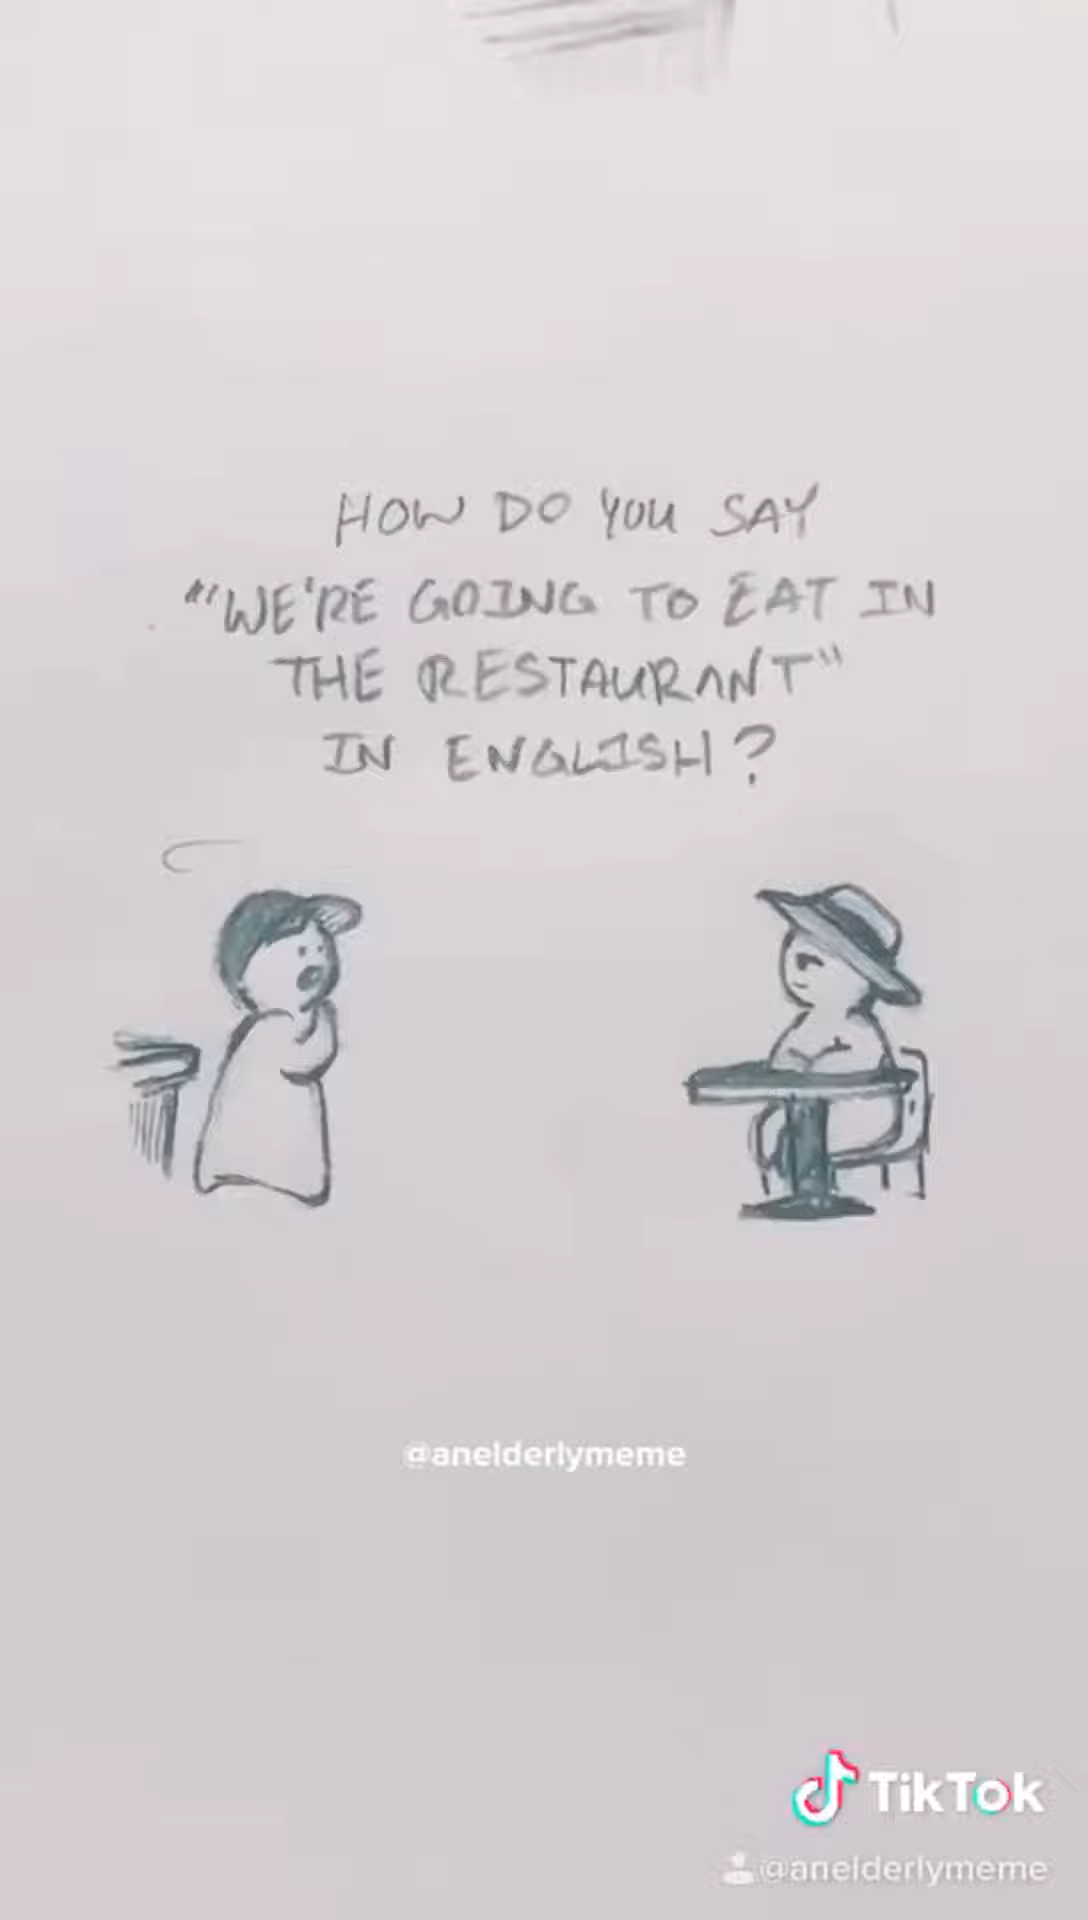 HOW DO YOU SAY
"WE'RE GOING TO EAT IN
THE RESTAURANT"
IN ENGLISH?
@anelderlymeme
TikTok
@anelderlymeme